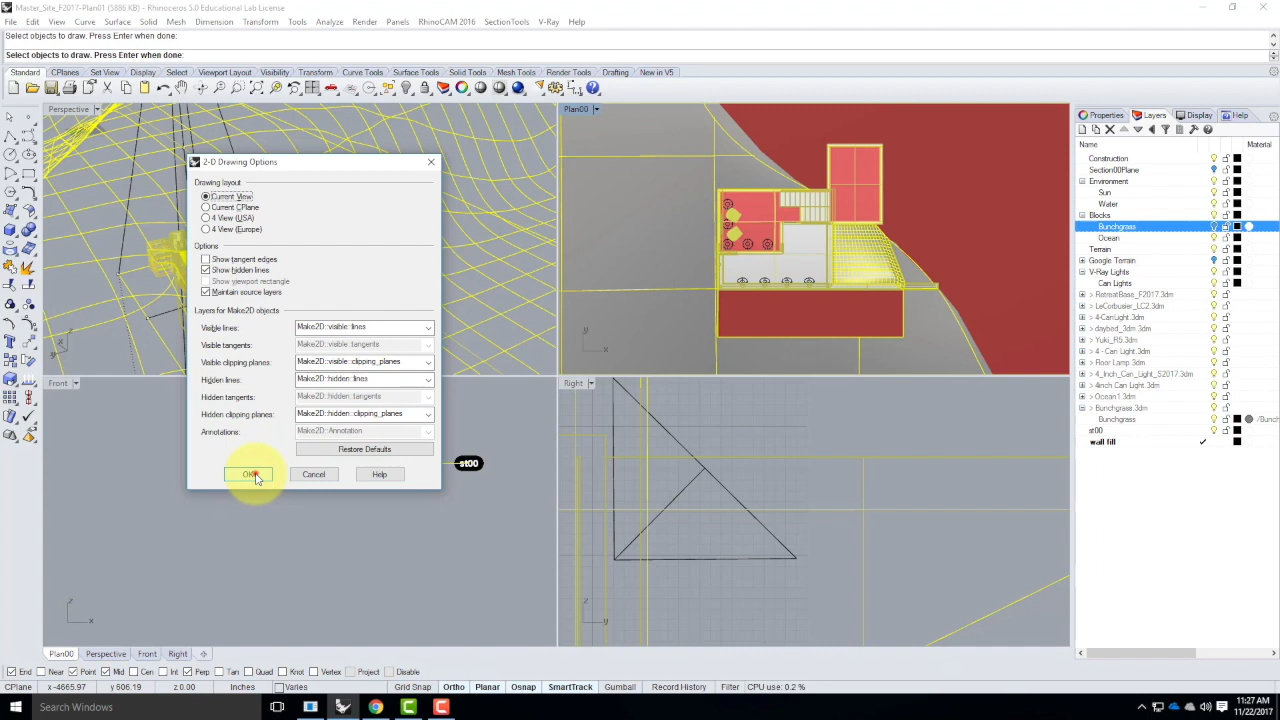 Master_Site_F2017-Plan01 (5886 KB) - Rhinoceros 5.0 Educational Lab License
File Edit View Curve Surface Solid Mesh Dimension Transform Tools Analyze Render Panels RhinoCAM 2016 SectionTools V-Ray Help
Select objects to draw. Press Enter when done:
Select objects to draw. Press Enter when done:
Standard CPlanes Set View Display Select Viewport Layout Visibility Transform Curve Tools Surface Tools Solid Tools Mesh Tools Render Tools Drafting New in V5
Perspective
Plan00
Properties Layers Display Help
Name Material
Construction
Section00Plane
Environment
Sun
Water
Blocks
Bunchgrass
Ocean
Terrain
Google Terrain
V-Ray Lights
Can Lights
> RetreatBase_F2017.3dm
> LeCorbusier_LC2.3dm
> 4-CanLight.3dm
> daybed_3dm.3dm
> Yuki_R5.3dm
> 4 - Can Light.3dm
> Floor Lamp.3dm
> 4_Inch_Can_Light_S2017.3dm
> 4inch Can Light.3dm
> Ocean1.3dm
> Bunchgrass.3dm
Bunchgrass /Bunch
st00
wall fill
2-D Drawing Options
Drawing layout
Current View
Current CPlane
4 View (USA)
4 View (Europe)
Options
Show tangent edges
Show hidden lines
Show viewport rectangle
Maintain source layers
Layers for Make2D objects
Visible lines: Make2D::visible::lines
Visible tangents: Make2D::visible::tangents
Visible clipping planes: Make2D::visible::clipping_planes
Hidden lines: Make2D::hidden::lines
Hidden tangents: Make2D::hidden::tangents
Hidden clipping planes: Make2D::hidden::clipping_planes
Annotations: Make2D::Annotation
Restore Defaults
OK Cancel Help
z
x
y
y
x
Front
Right
st00
z
x
z
y
Plan00 Perspective Front Right
End Near Point Mid Cen Int Perp Tan Quad Knot Vertex Project Disable
CPlane x -4665.97 y 606.19 z 0.00 Inches Varies Grid Snap Ortho Planar Osnap SmartTrack Gumball Record History Filter CPU use: 0.2 %
Search Windows
11:27 AM
11/22/2017